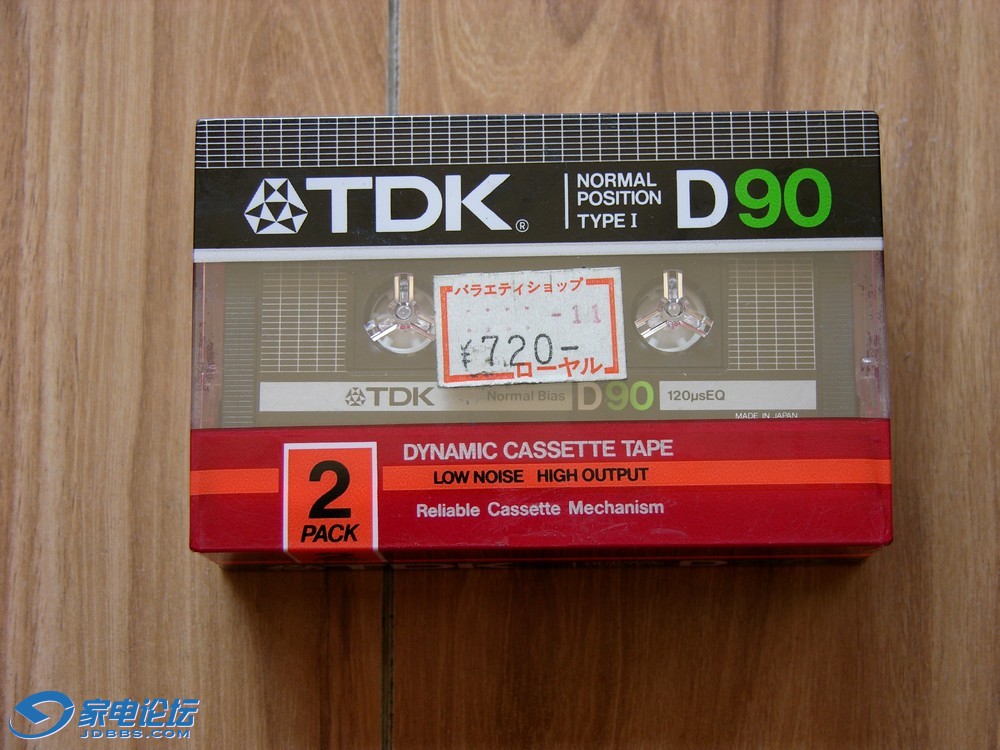 TDK®
NORMAL
POSITION
TYPE I
D90
バラエティショップ
-11
¥720-
ローヤル
TDK
Normal Bias
D90
120µsEQ
MADE IN JAPAN
DYNAMIC CASSETTE TAPE
2
PACK
LOW NOISE HIGH OUTPUT
Reliable Cassette Mechanism
家电论坛
JDBBS.COM